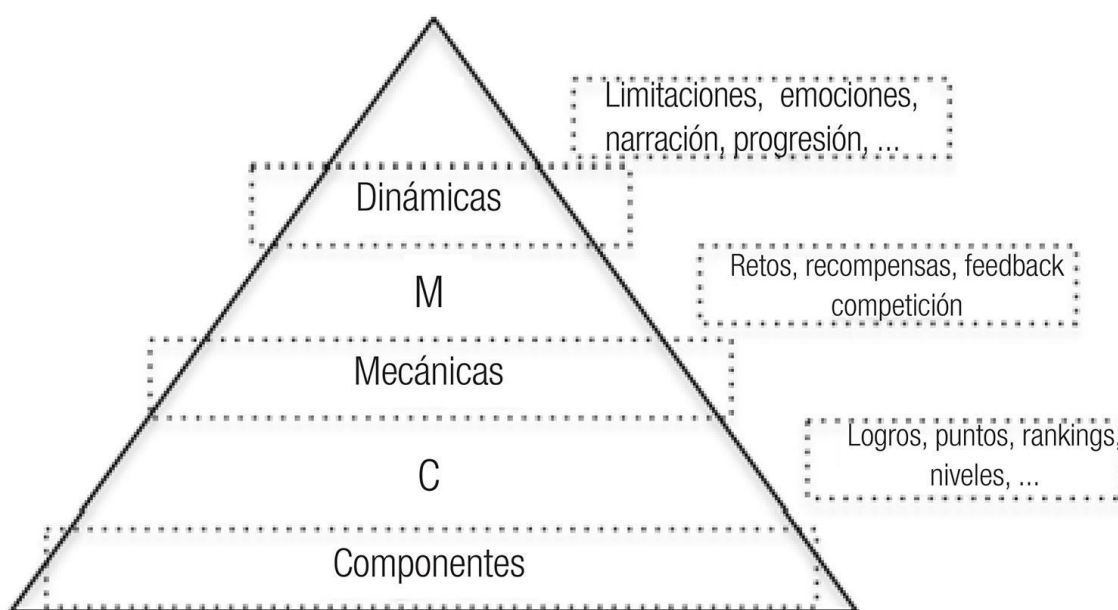 Limitaciones, emociones,
narración, progresión, ...
Dinámicas
Retos, recompensas, feedback
competición
M
Mecánicas
Logros, puntos, rankings,
niveles, ...
C
Componentes